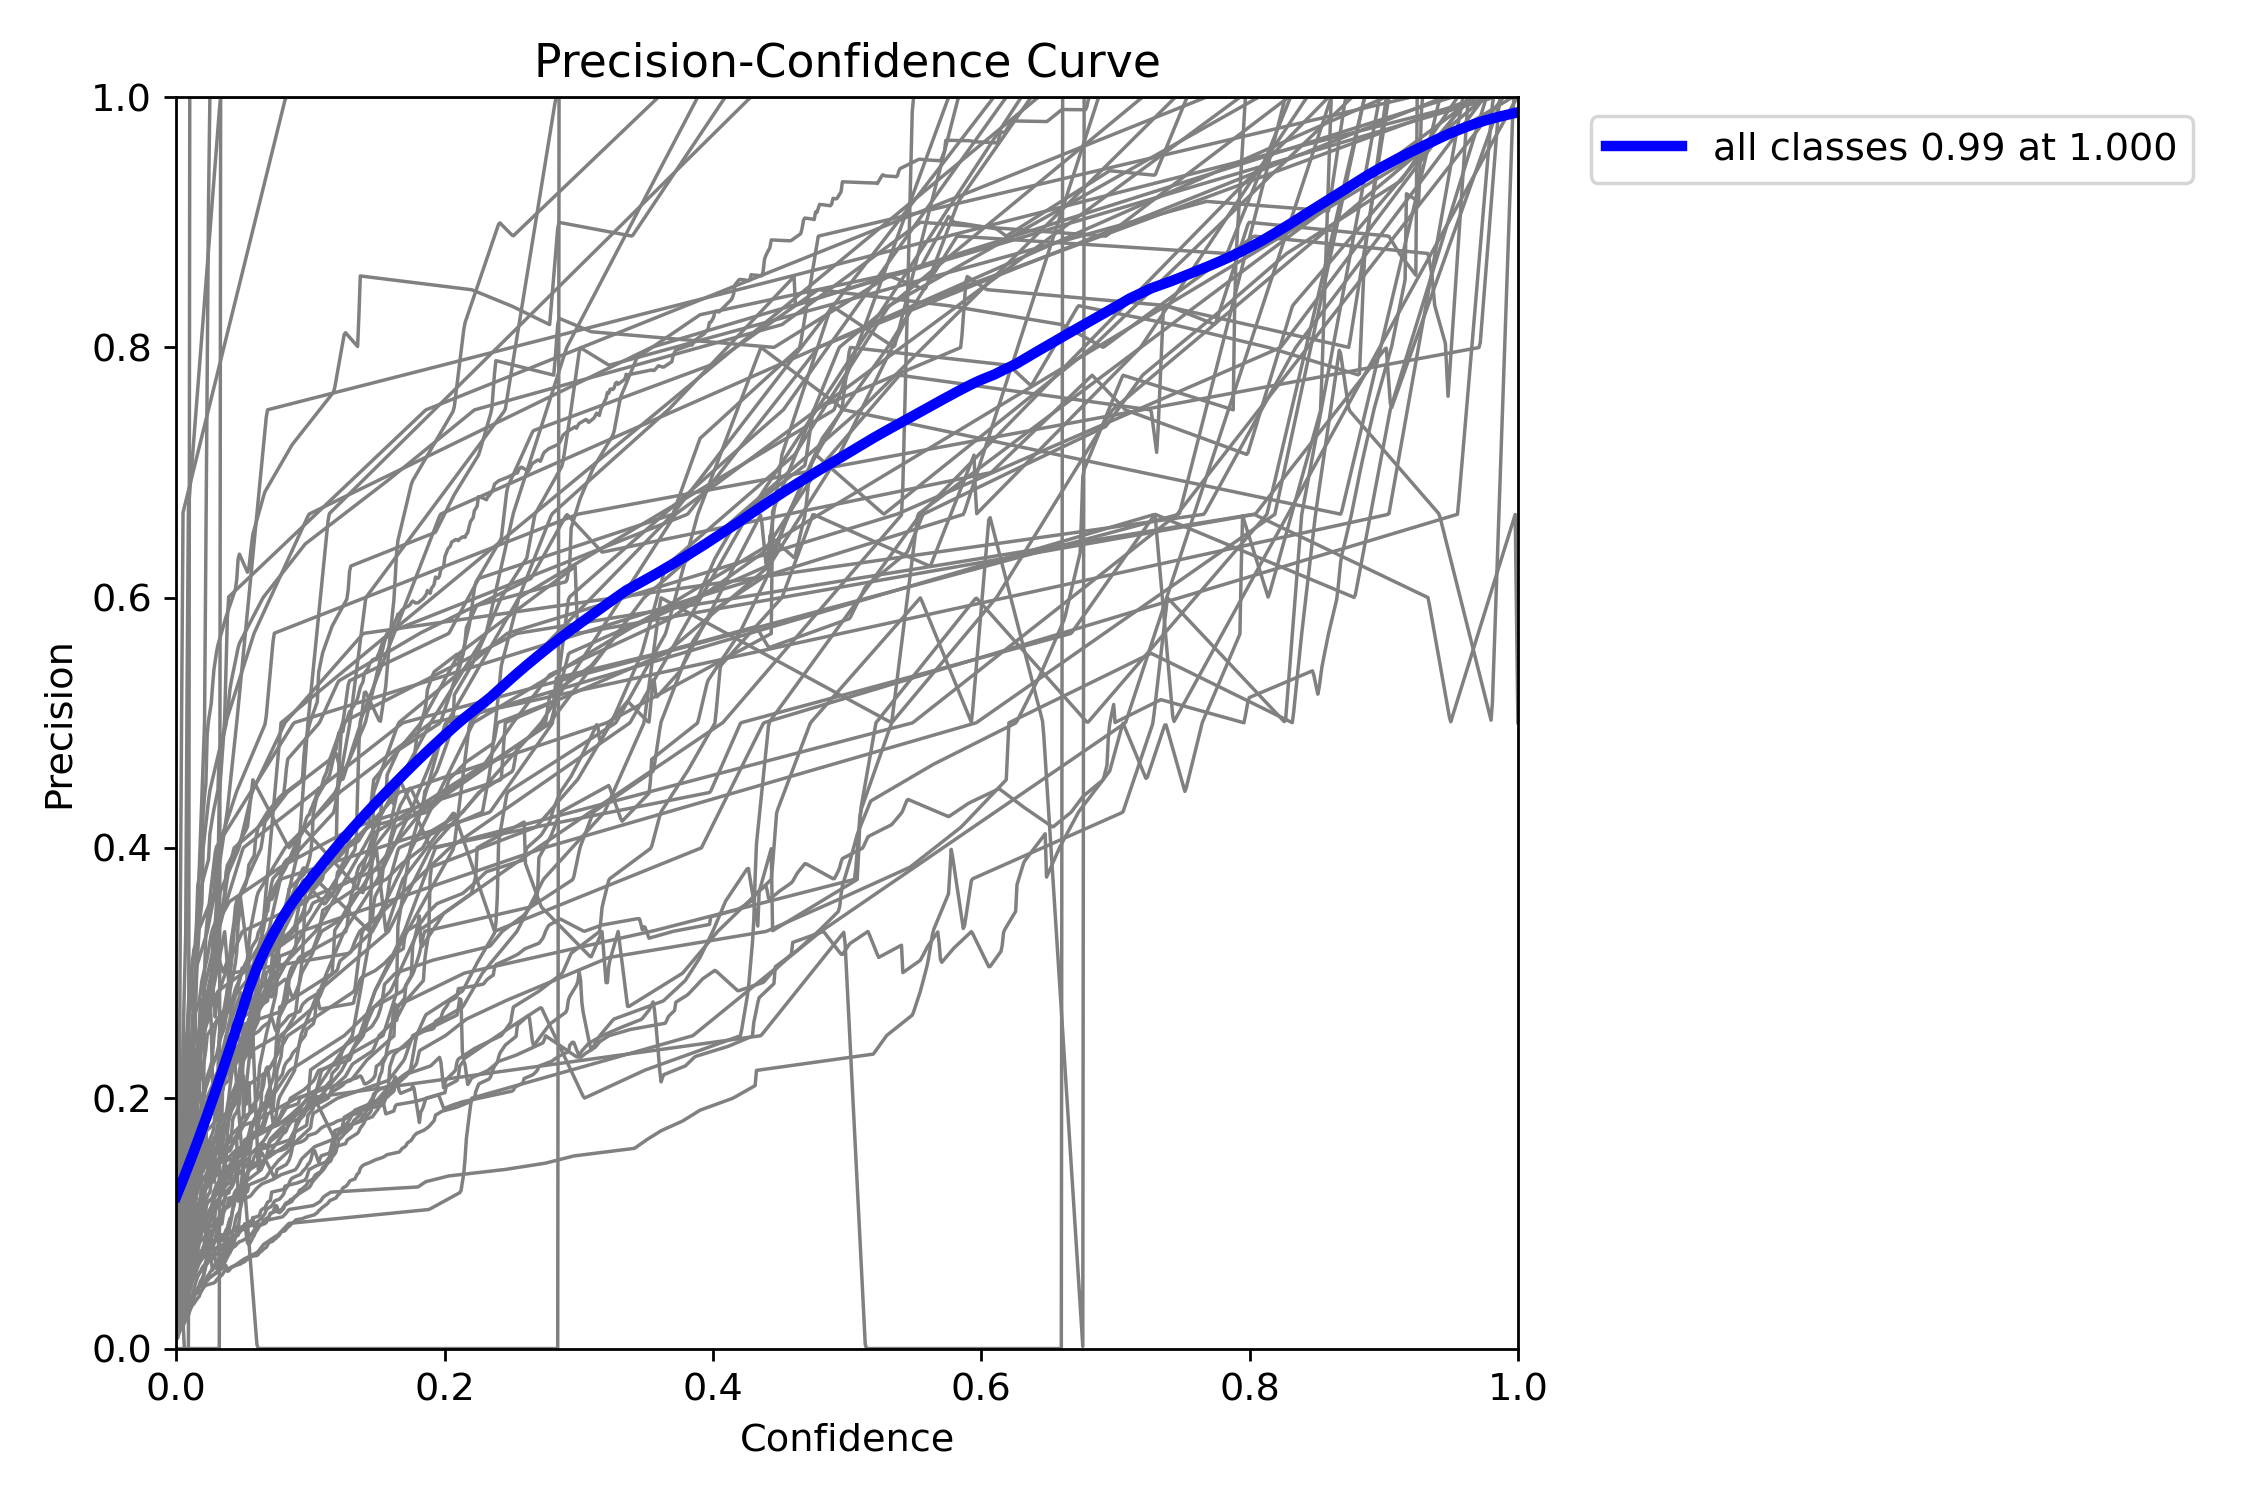 Precision-Confidence Curve
all classes 0.99 at 1.000
Precision
1.0
0.8
0.6
0.4
0.2
0.0
0.0 0.2 0.4 0.6 0.8 1.0
Confidence